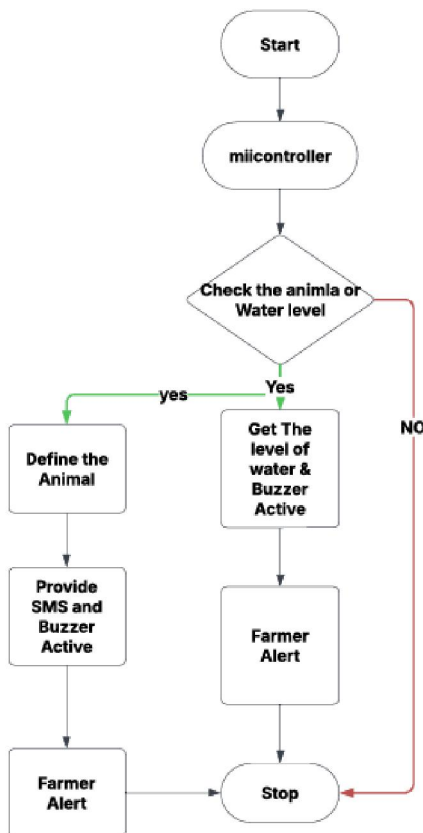 Start
miicontroller
Check the animla or
Water level
yes
Yes
NO
Define the
Animal
Get The
level of
water &
Buzzer
Active
Provide
SMS and
Buzzer
Active
Farmer
Alert
Farmer
Alert
Stop